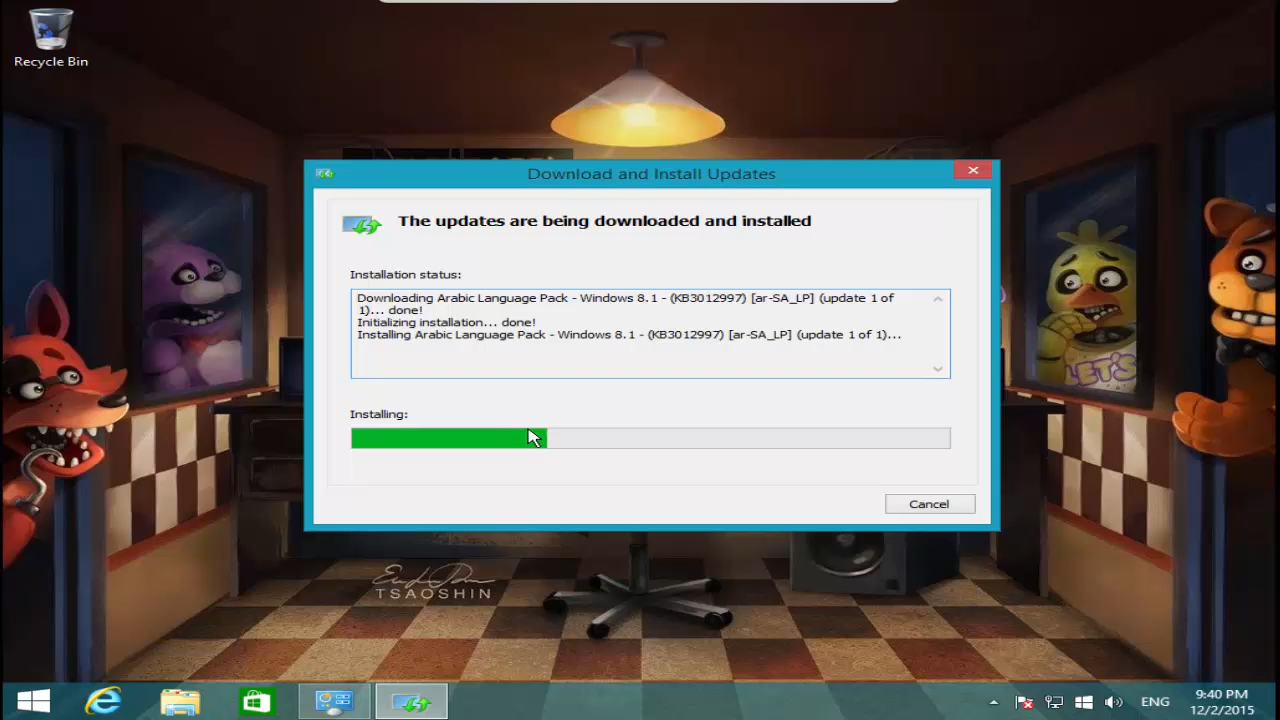 Recycle Bin
Download and Install Updates
The updates are being downloaded and installed
Installation status:
Downloading Arabic Language Pack - Windows 8.1 - (KB3012997) [ar-SA_LP] (update 1 of
1)... done!
Initializing installation... done!
Installing Arabic Language Pack - Windows 8.1 - (KB3012997) [ar-SA_LP] (update 1 of 1)...
LET'S
Installing:
Cancel
TSAOSHIN
ENG
9:40 PM
12/2/2015